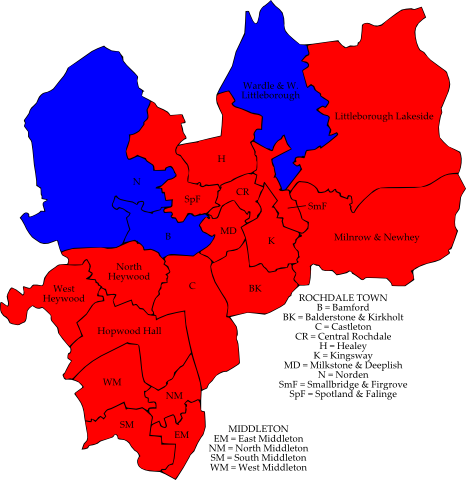 Wardle & W
Littleborough
Littleborough Lakeside
H
N
CR
SpF
SmF
MD
B
K
Milnrow & Newhey
North
Heywood
West
Heywood
C
BK
Hopwood Hall
WM
NM
SM
EM
ROCHDALE TOWN
B = Bamford
BK = Balderstone & Kirkholt
C = Castleton
CR = Central Rochdale
H = Healey
K = Kingsway
MD = Milkstone & Deeplish
N = Norden
SmF = Smallbridge & Firgrove
SpF = Spotland & Falinge
MIDDLETON
EM = East Middleton
NM = North Middleton
SM = South Middleton
WM = West Middleton